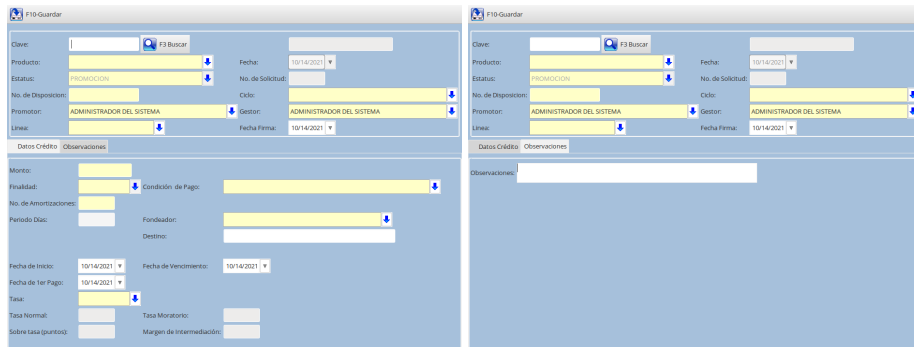 F10-Guardar
Clave: F3 Buscar
Producto: Fecha: 10/14/2021
Estatus: PROMOCION No. de Solicitud:
No. de Disposicion: Ciclo:
Promotor: ADMINISTRADOR DEL SISTEMA Gestor: ADMINISTRADOR DEL SISTEMA
Linea: Fecha Firma: 10/14/2021
Datos Crédito Observaciones
Monto:
Finalidad: Condición de Pago:
No. de Amortizaciones:
Periodo Días: Fondeador:
Destino:
Fecha de Inicio: 10/14/2021 Fecha de Vencimiento: 10/14/2021
Fecha de 1er Pago: 10/14/2021
Tasa:
Tasa Normal: Tasa Moratorio:
Sobre tasa (puntos): Margen de Intermediación:
F10-Guardar
Clave: F3 Buscar
Producto: Fecha: 10/14/2021
Estatus: PROMOCION No. de Solicitud:
No. de Disposicion: Ciclo:
Promotor: ADMINISTRADOR DEL SISTEMA Gestor: ADMINISTRADOR DEL SISTEMA
Linea: Fecha Firma: 10/14/2021
Datos Crédito Observaciones
Observaciones: